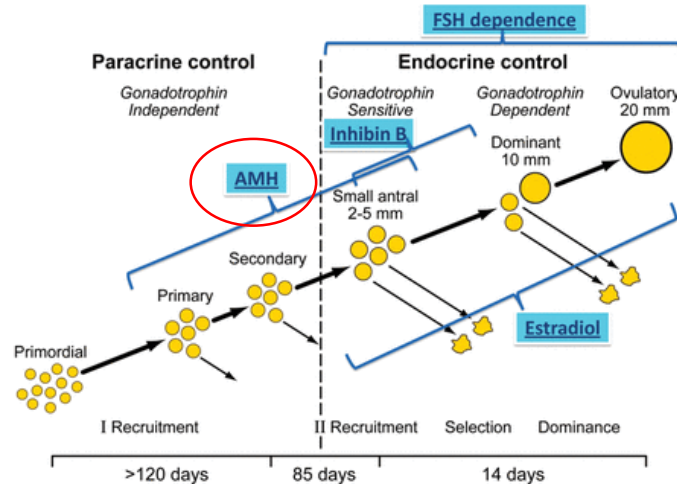 FSH dependence
Paracrine control
Endocrine control
Gonadotrophin
Independent
Gonadotrophin
Sensitive
Gonadotrophin
Dependent
Ovulatory
20 mm
Inhibin B
Dominant
10 mm
AMH
Small antral
2-5 mm
Secondary
Primary
Estradiol
Primordial
I Recruitment
II Recruitment
Selection
Dominance
>120 days
85 days
14 days